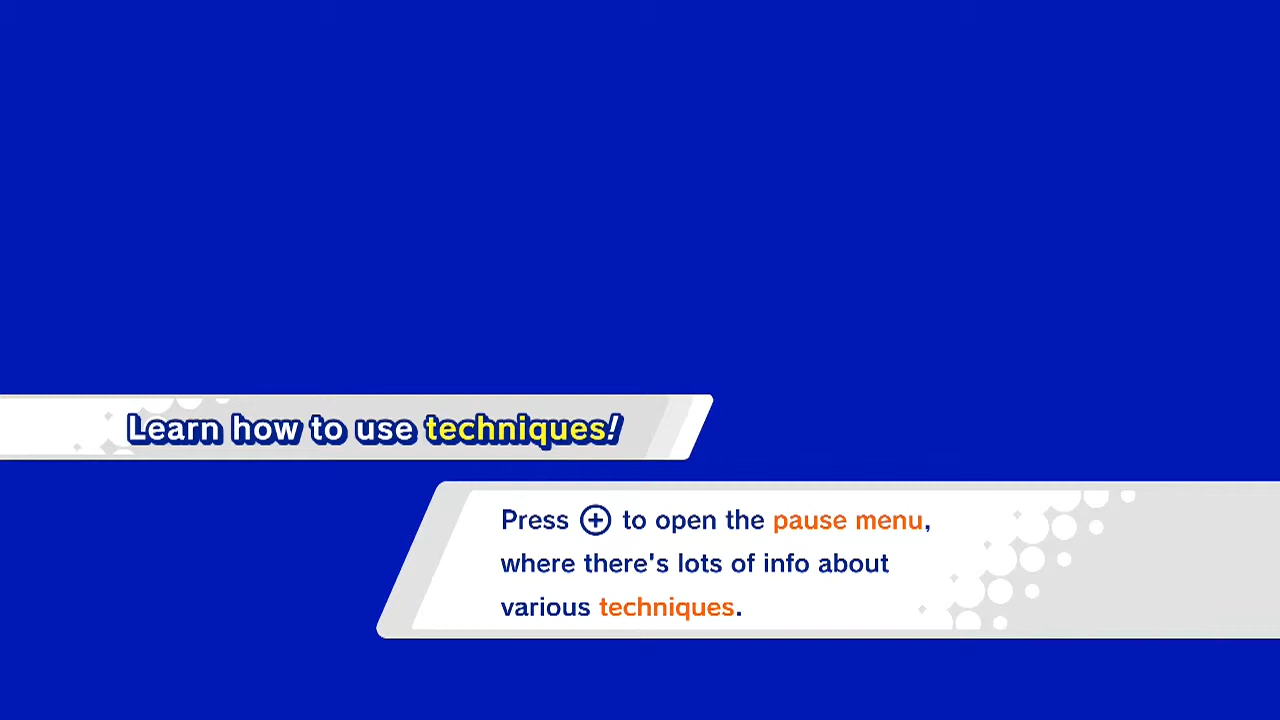 Learn how to use techniques!
Press ⊕ to open the pause menu,
where there's lots of info about
various techniques.